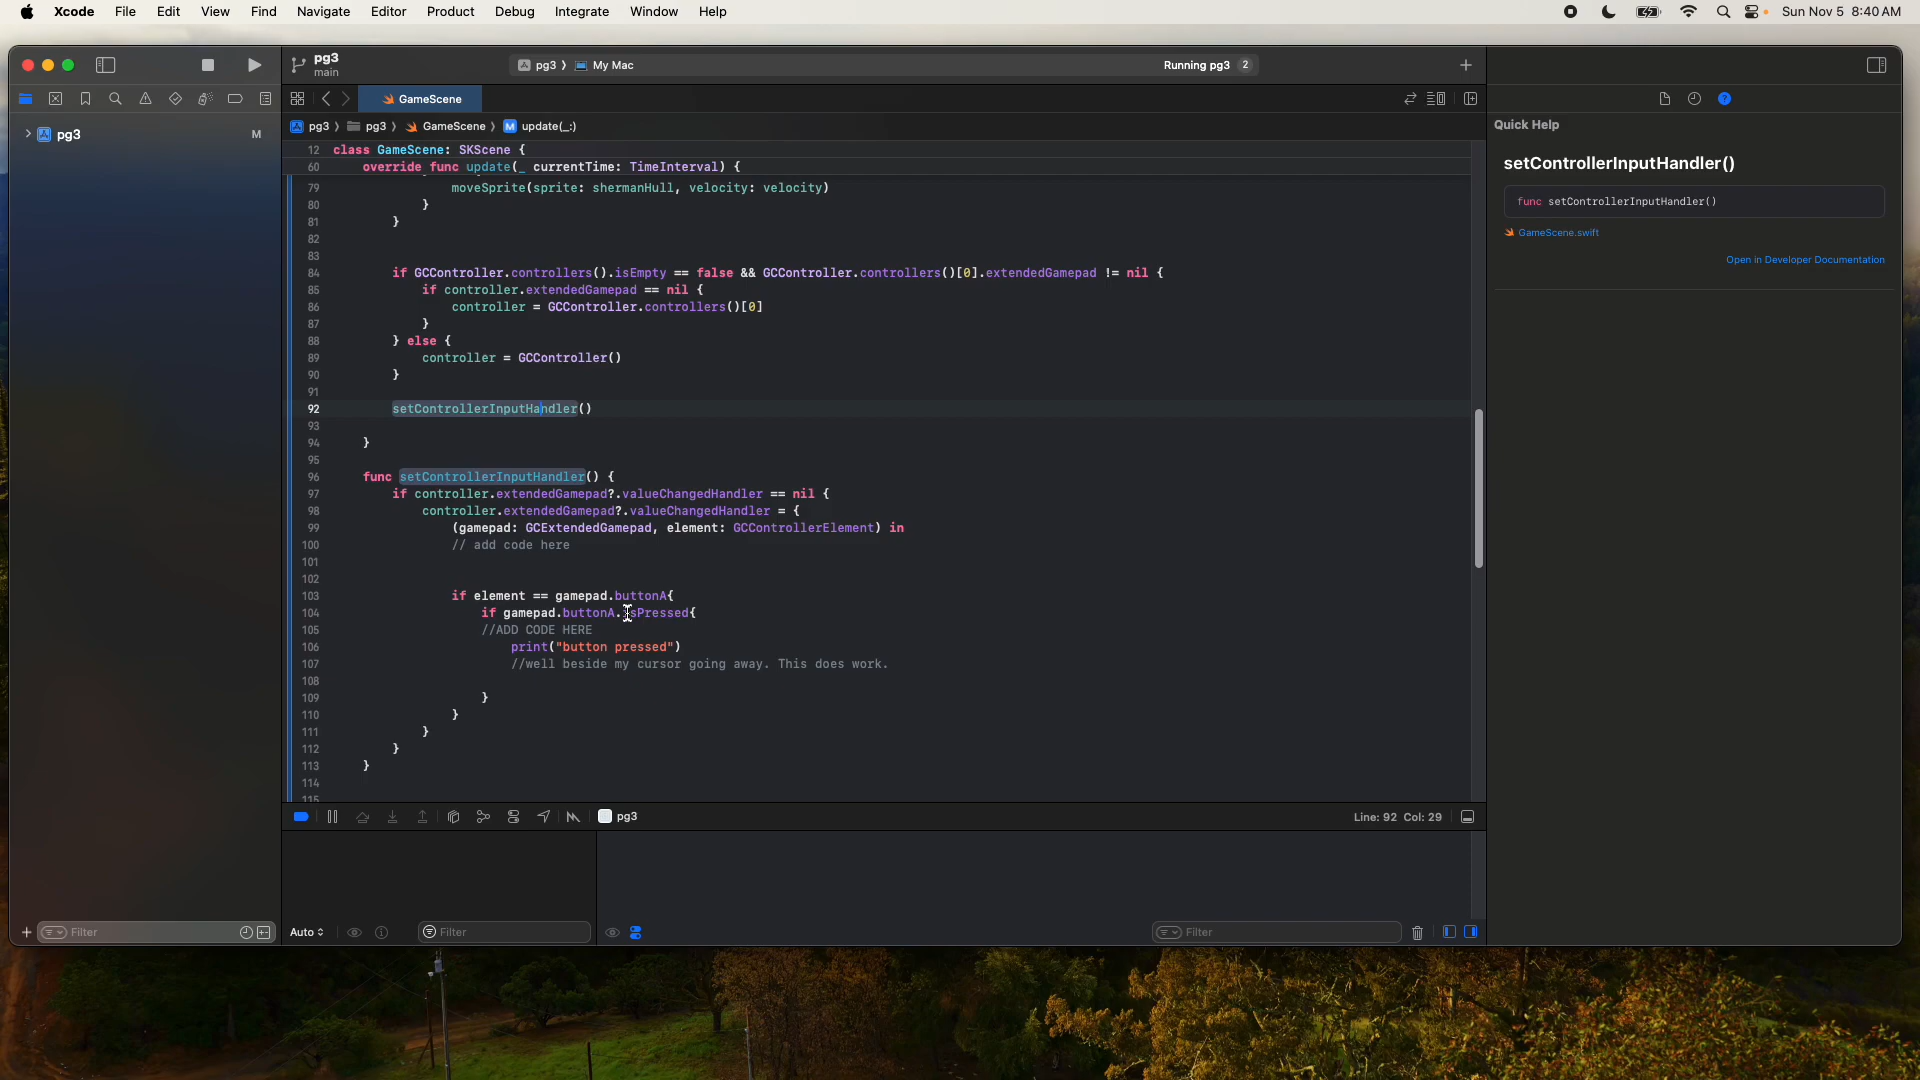 Xcode File Edit View Find Navigate Editor Product Debug Integrate Window Help Sun Nov 5 8:40 AM
pg3
main
pg3 〉 My Mac
Running pg3 2
GameScene
pg3 〉 pg3 〉 GameScene 〉 M update(_:)
pg3 M
12 class GameScene: SKScene {
60 override func update(_ currentTime: TimeInterval) {
79 moveSprite(sprite: shermanHull, velocity: velocity)
80 }
81 }
82
83
84 if GCController.controllers().isEmpty == false && GCController.controllers()[0].extendedGamepad != nil {
85 if controller.extendedGamepad == nil {
86 controller = GCController.controllers()[0]
87 }
88 } else {
89 controller = GCController()
90 }
91
92 setControllerInputHandler()
93
94 }
95
96 func setControllerInputHandler() {
97 if controller.extendedGamepad?.valueChangedHandler == nil {
98 controller.extendedGamepad?.valueChangedHandler = {
99 (gamepad: GCExtendedGamepad, element: GCControllerElement) in
100 // add code here
101
102
103 if element == gamepad.buttonA{
104 if gamepad.buttonA.isPressed{
105 //ADD CODE HERE
106 print("button pressed")
107 //well beside my cursor going away. This does work.
108
109 }
110 }
111 }
112 }
113 }
114
115
pg3
Line: 92 Col: 29
Filter
Auto
Filter
Filter
Quick Help
setControllerInputHandler()
func setControllerInputHandler()
GameScene.swift
Open in Developer Documentation